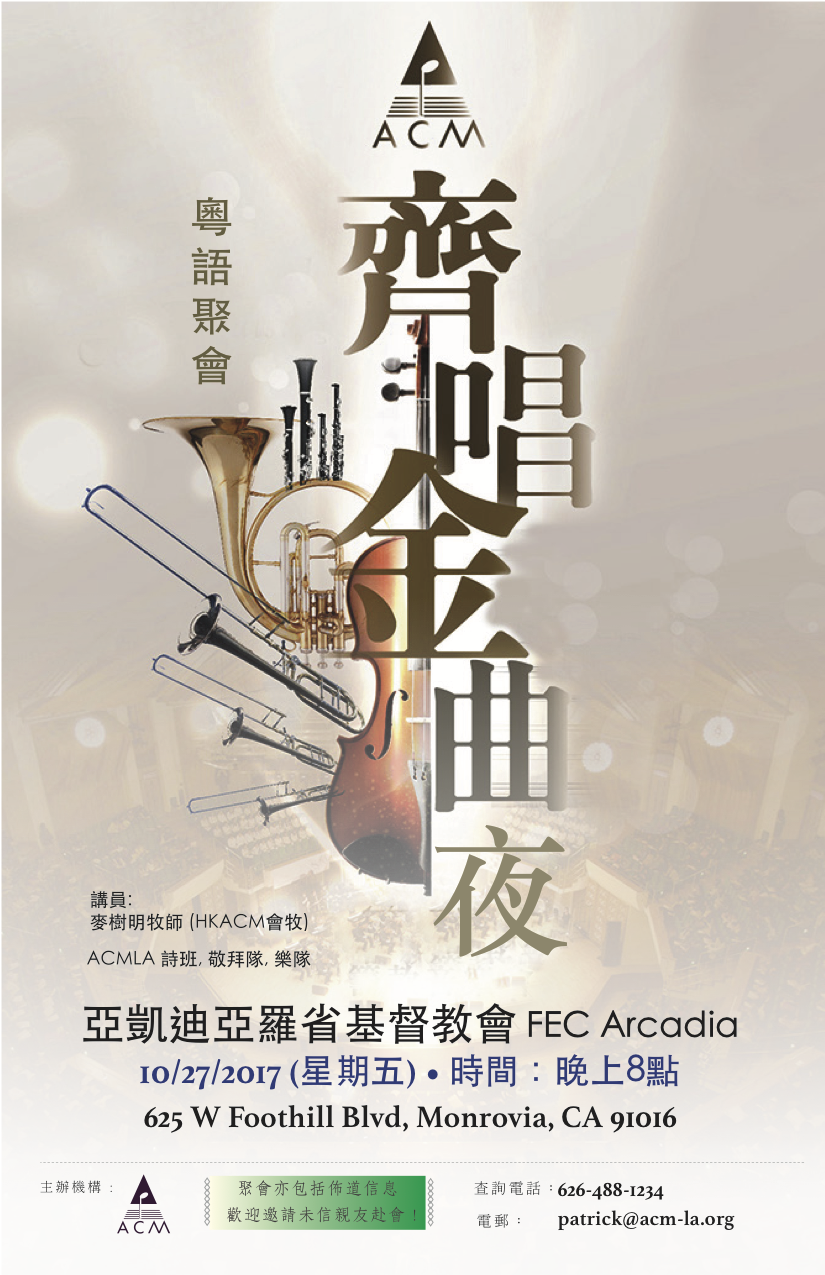 ACM
粵語聚會
齊唱金曲夜
講員:
麥樹明牧師 (HKACM會牧)
ACMLA 詩班, 敬拜隊, 樂隊
亞凱迪亞羅省基督教會 FEC Arcadia
10/27/2017 (星期五) • 時間：晚上8點
625 W Foothill Blvd, Monrovia, CA 91016
主辦機構：
ACM
聚會亦包括佈道信息
歡迎邀請未信親友赴會！
查詢電話：626-488-1234
電郵： patrick@acm-la.org